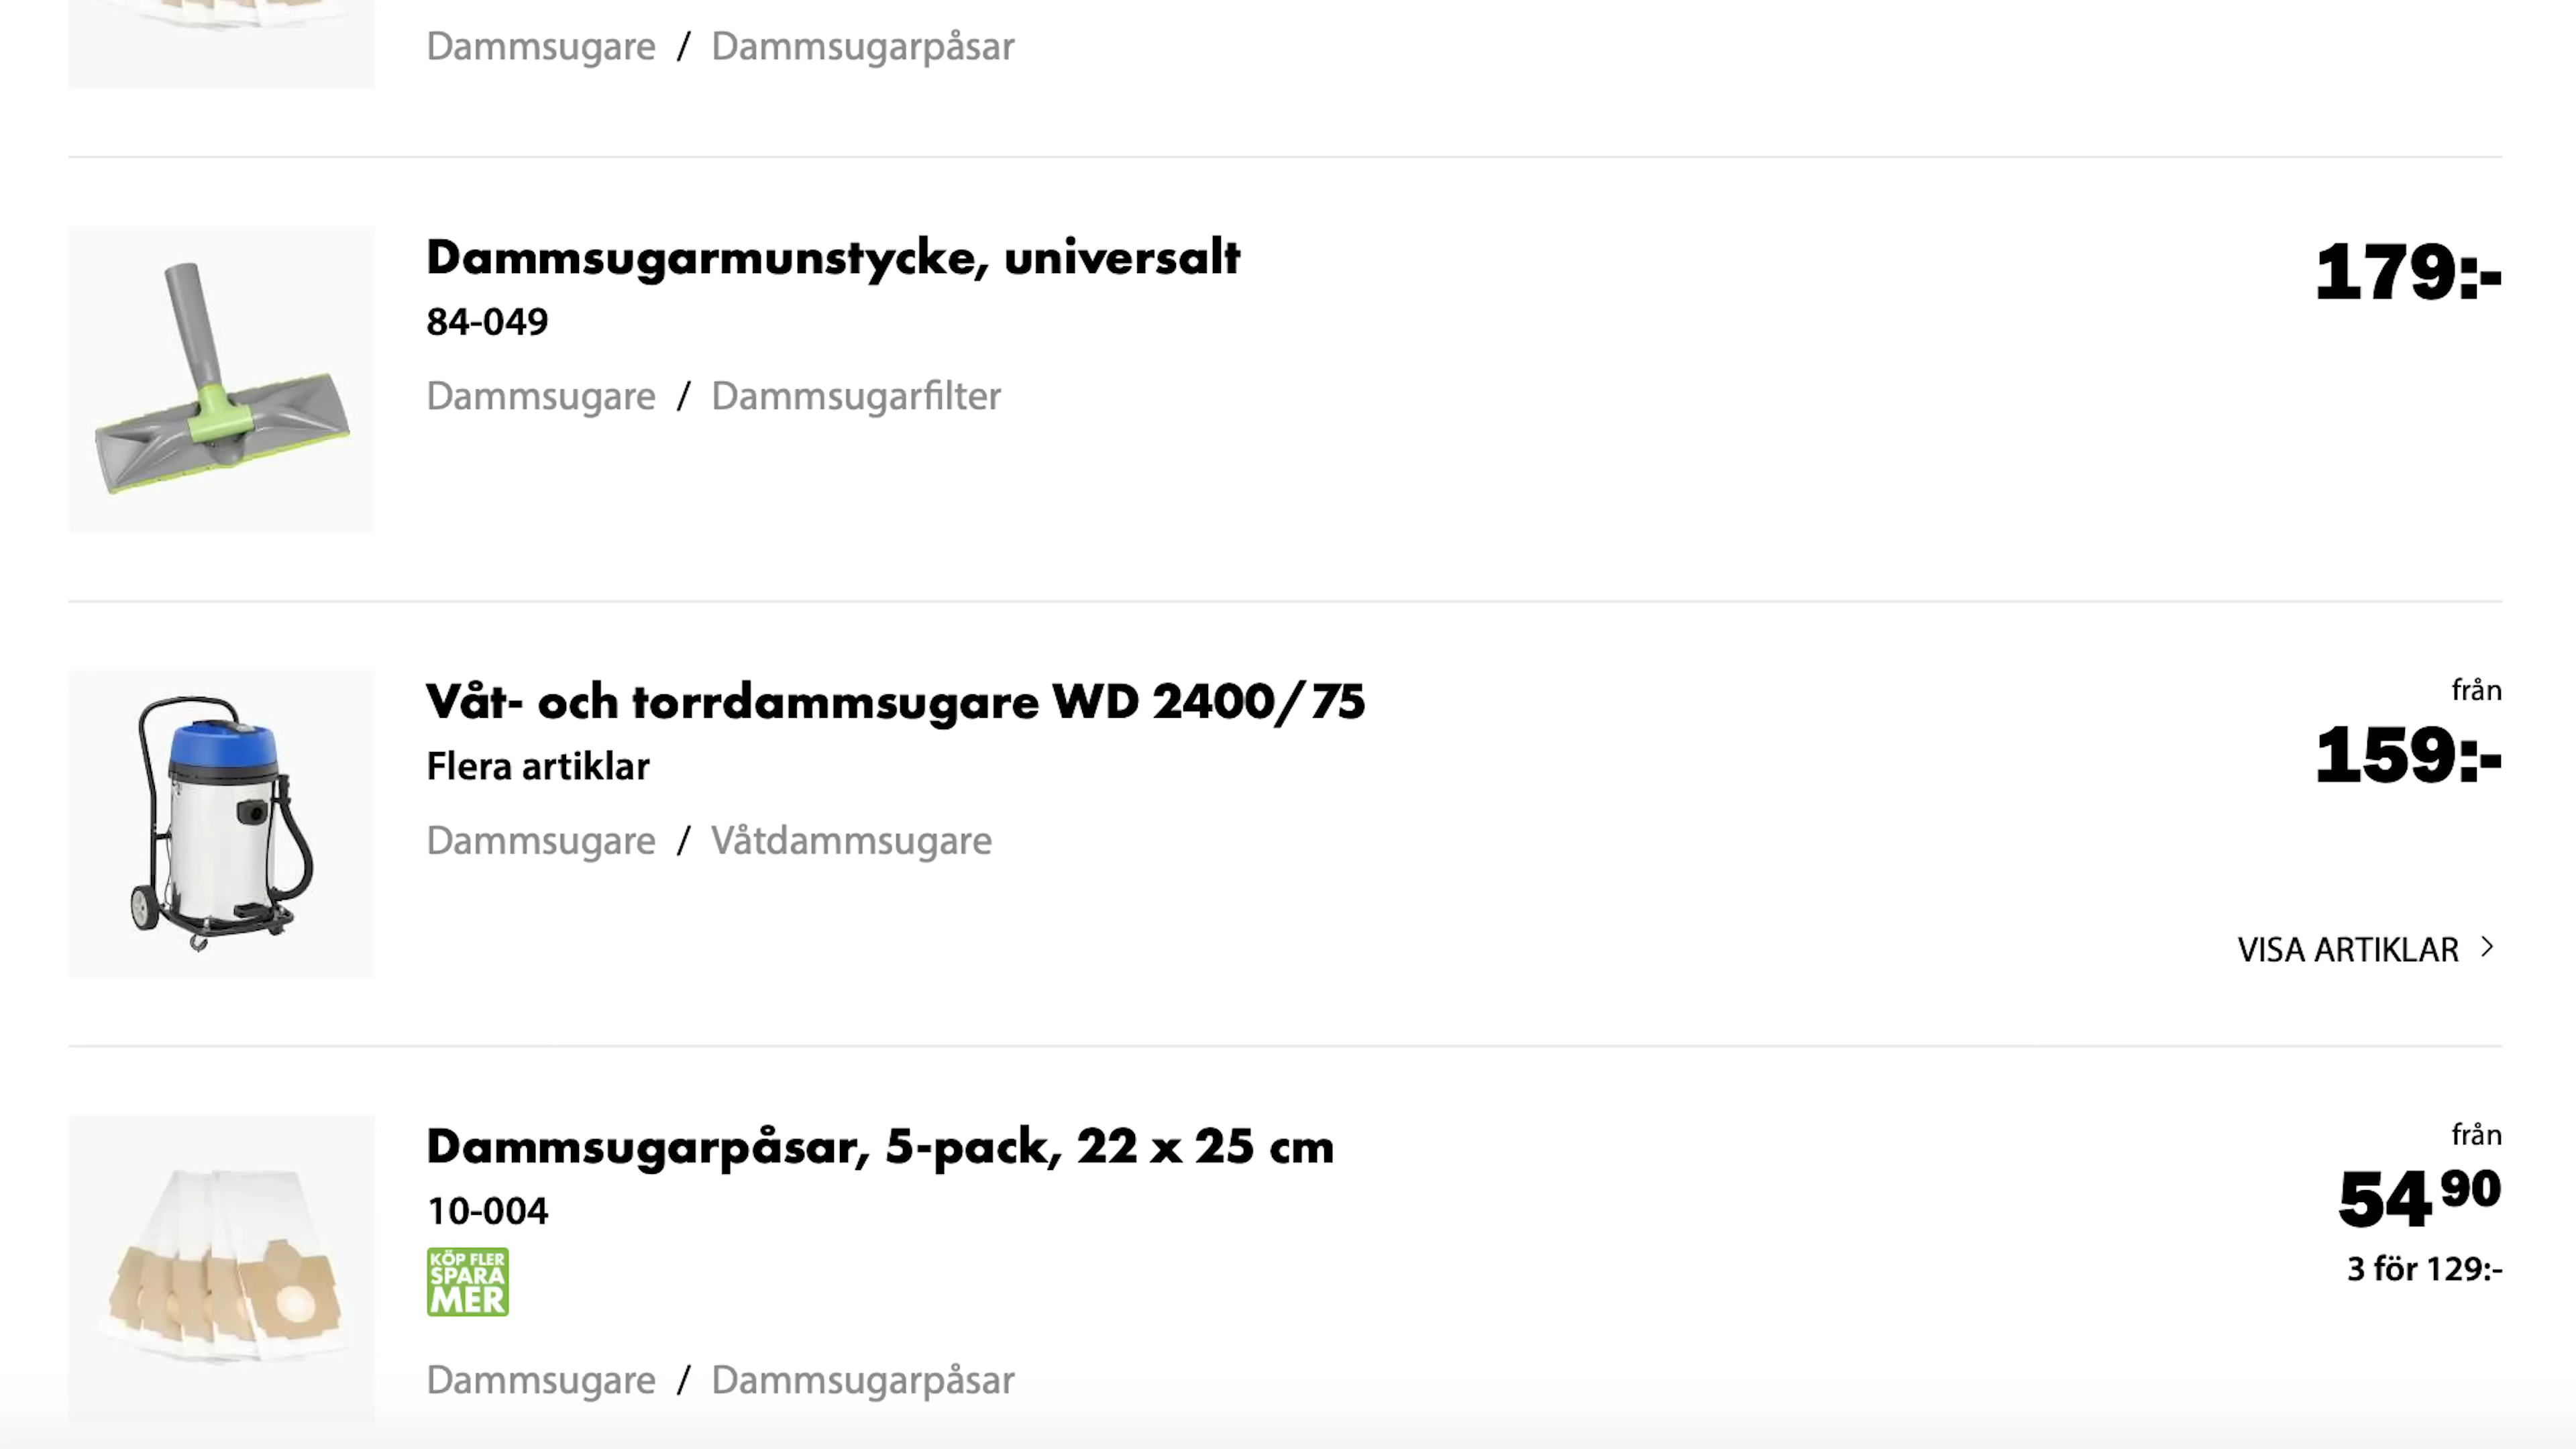 Dammsugare / Dammsugarpåsar
Dammsugarmunstycke, universalt
179:-
84-049
Dammsugare / Dammsugarfilter
Våt- och torrdammsugare WD 2400/75
från
159:-
Flera artiklar
Dammsugare / Våtdammsugare
VISA ARTIKLAR >
Dammsugarpåsar, 5-pack, 22 x 25 cm
från
54 90
10-004
3 för 129:-
KÖP FLER
SPARA
MER
Dammsugare / Dammsugarpåsar